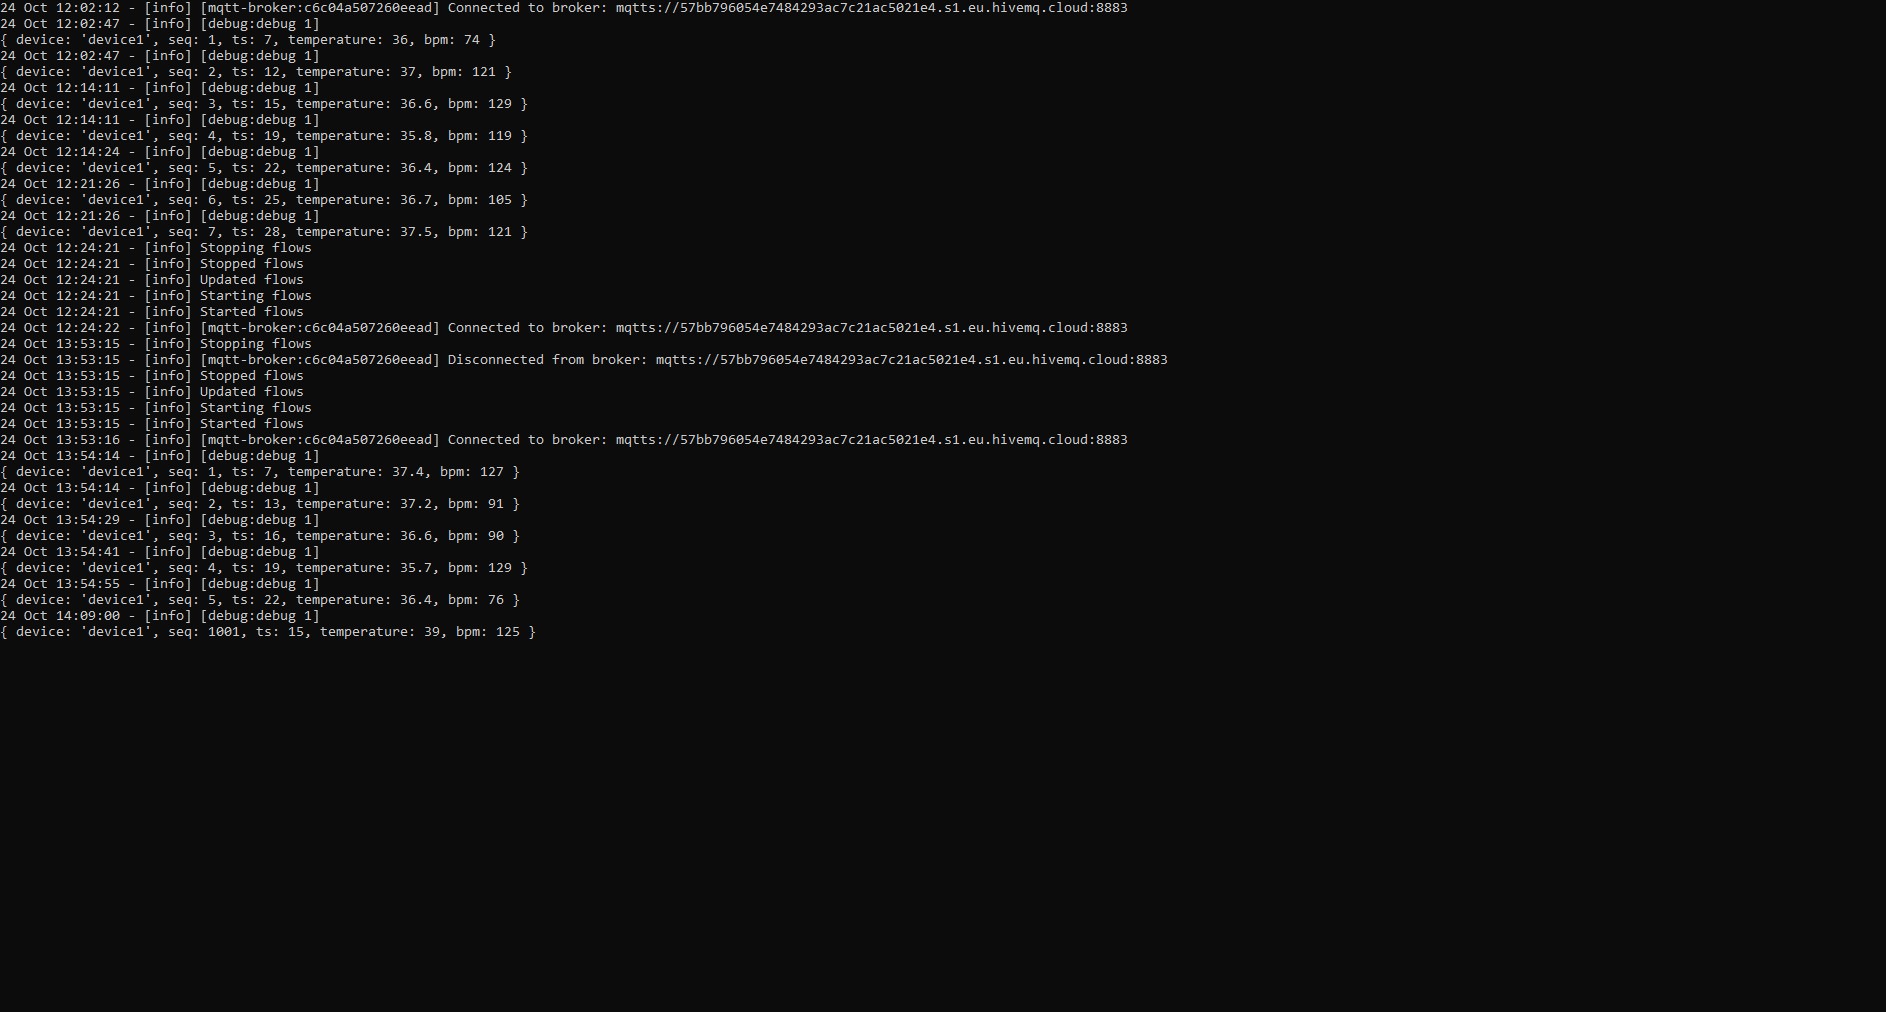 24 Oct 12:02:12 - [info] [mqtt-broker:c6c04a507260eead] Connected to broker: mqtts://57bb796054e7484293ac7c21ac5021e4.s1.eu.hivemq.cloud:8883
24 Oct 12:02:47 - [info] [debug:debug 1]
{ device: 'device1', seq: 1, ts: 7, temperature: 36, bpm: 74 }
24 Oct 12:02:47 - [info] [debug:debug 1]
{ device: 'device1', seq: 2, ts: 12, temperature: 37, bpm: 121 }
24 Oct 12:14:11 - [info] [debug:debug 1]
{ device: 'device1', seq: 3, ts: 15, temperature: 36.6, bpm: 129 }
24 Oct 12:14:11 - [info] [debug:debug 1]
{ device: 'device1', seq: 4, ts: 19, temperature: 35.8, bpm: 119 }
24 Oct 12:14:24 - [info] [debug:debug 1]
{ device: 'device1', seq: 5, ts: 22, temperature: 36.4, bpm: 124 }
24 Oct 12:21:26 - [info] [debug:debug 1]
{ device: 'device1', seq: 6, ts: 25, temperature: 36.7, bpm: 105 }
24 Oct 12:21:26 - [info] [debug:debug 1]
{ device: 'device1', seq: 7, ts: 28, temperature: 37.5, bpm: 121 }
24 Oct 12:24:21 - [info] Stopping flows
24 Oct 12:24:21 - [info] Stopped flows
24 Oct 12:24:21 - [info] Updated flows
24 Oct 12:24:21 - [info] Starting flows
24 Oct 12:24:21 - [info] Started flows
24 Oct 12:24:22 - [info] [mqtt-broker:c6c04a507260eead] Connected to broker: mqtts://57bb796054e7484293ac7c21ac5021e4.s1.eu.hivemq.cloud:8883
24 Oct 13:53:15 - [info] Stopping flows
24 Oct 13:53:15 - [info] [mqtt-broker:c6c04a507260eead] Disconnected from broker: mqtts://57bb796054e7484293ac7c21ac5021e4.s1.eu.hivemq.cloud:8883
24 Oct 13:53:15 - [info] Stopped flows
24 Oct 13:53:15 - [info] Updated flows
24 Oct 13:53:15 - [info] Starting flows
24 Oct 13:53:15 - [info] Started flows
24 Oct 13:53:16 - [info] [mqtt-broker:c6c04a507260eead] Connected to broker: mqtts://57bb796054e7484293ac7c21ac5021e4.s1.eu.hivemq.cloud:8883
24 Oct 13:54:14 - [info] [debug:debug 1]
{ device: 'device1', seq: 1, ts: 7, temperature: 37.4, bpm: 127 }
24 Oct 13:54:14 - [info] [debug:debug 1]
{ device: 'device1', seq: 2, ts: 13, temperature: 37.2, bpm: 91 }
24 Oct 13:54:29 - [info] [debug:debug 1]
{ device: 'device1', seq: 3, ts: 16, temperature: 36.6, bpm: 90 }
24 Oct 13:54:41 - [info] [debug:debug 1]
{ device: 'device1', seq: 4, ts: 19, temperature: 35.7, bpm: 129 }
24 Oct 13:54:55 - [info] [debug:debug 1]
{ device: 'device1', seq: 5, ts: 22, temperature: 36.4, bpm: 76 }
24 Oct 14:09:00 - [info] [debug:debug 1]
{ device: 'device1', seq: 1001, ts: 15, temperature: 39, bpm: 125 }